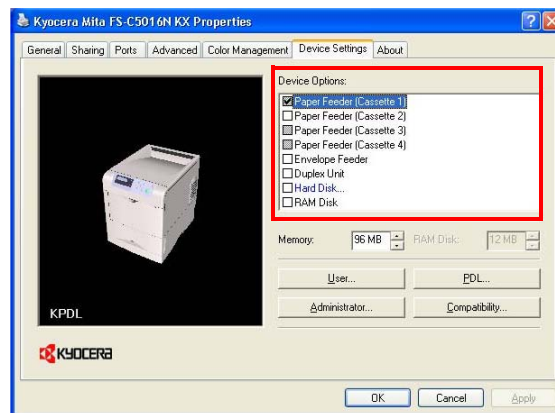 Kyocera Mita FS-C5016N KX Properties
General Sharing Ports Advanced Color Management Device Settings About
Device Options:
Paper Feeder (Cassette 1)
Paper Feeder (Cassette 2)
Paper Feeder (Cassette 3)
Paper Feeder (Cassette 4)
Envelope Feeder
Duplex Unit
Hard Disk...
RAM Disk
Memory: 96 MB RAM Disk: 12 MB
User... PDL...
Administrator... Compatibility...
KPDL
KYOCERA
OK Cancel Apply